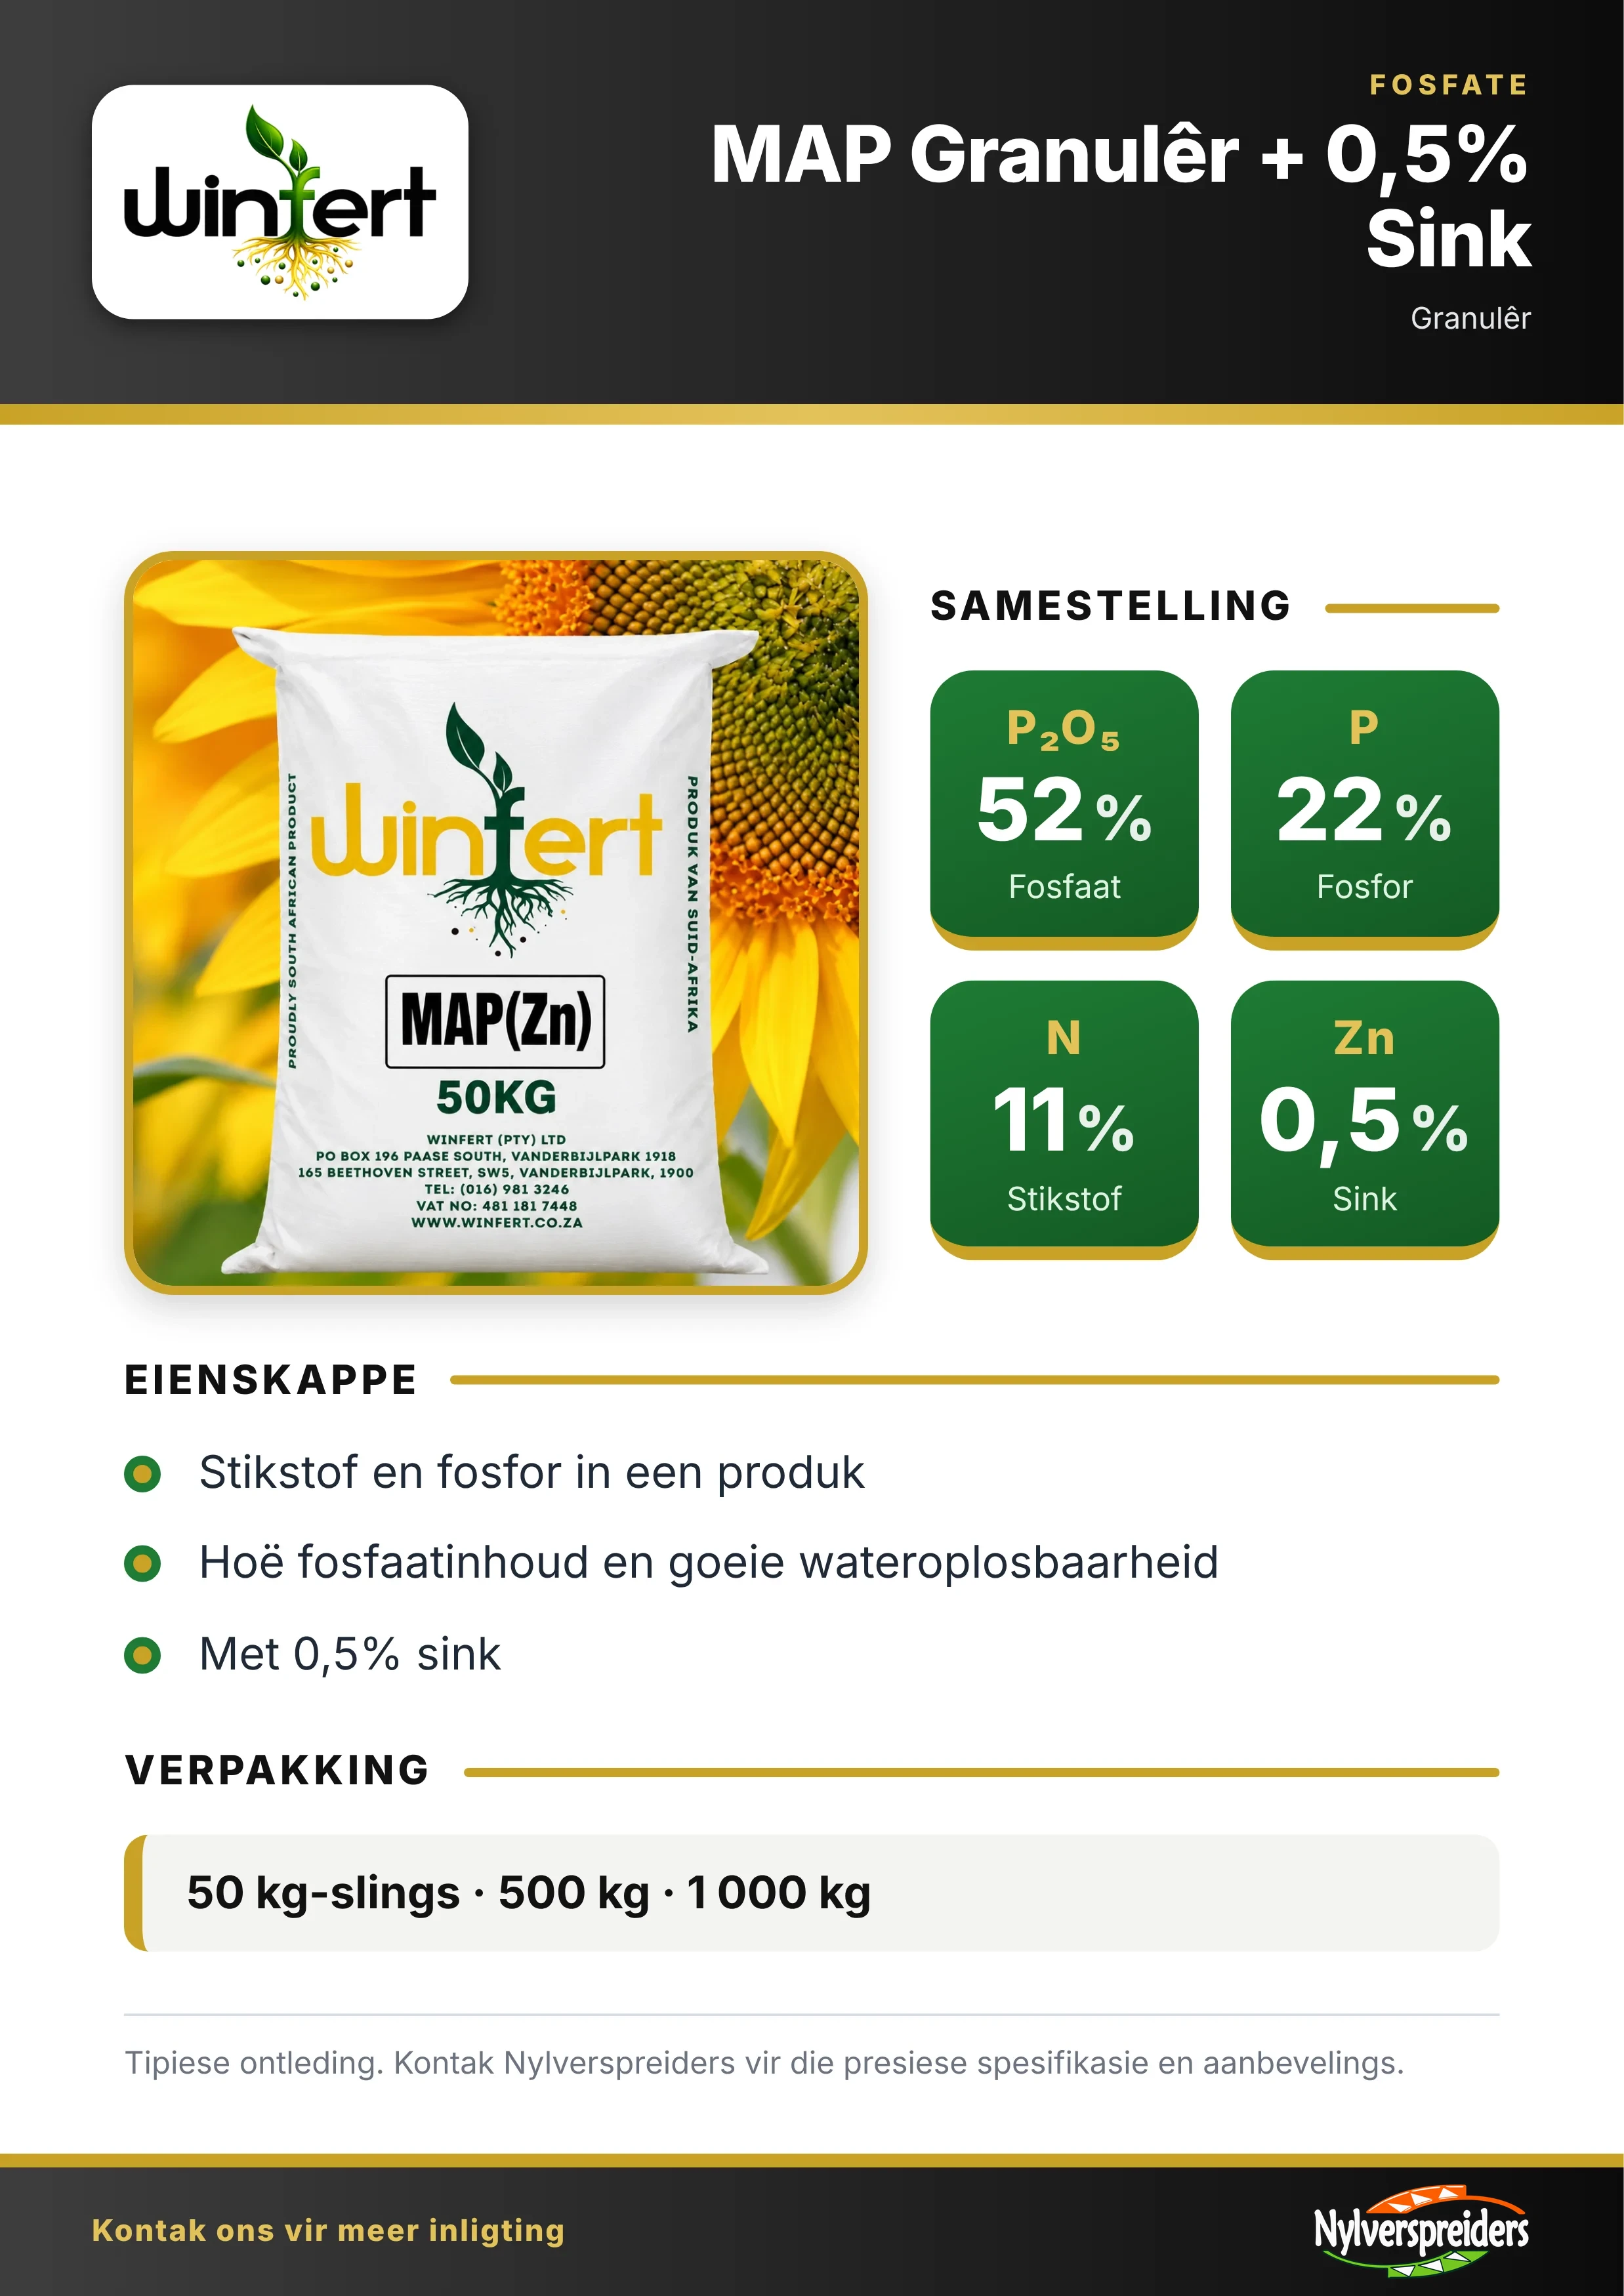 winfert
FOSFATE
MAP Granulêr + 0,5%
Sink
Granulêr
PROUDLY SOUTH AFRICAN PRODUCT
winfert
PRODUK VAN SUID-AFRIKA
MAP(Zn)
50KG
WINFERT (PTY) LTD
PO BOX 196 PAASE SOUTH, VANDERBIJLPARK 1918
165 BEETHOVEN STREET, SW5, VANDERBIJLPARK, 1900
TEL: (016) 981 3246
VAT NO: 481 181 7448
WWW.WINFERT.CO.ZA
SAMESTELLING
P₂O₅
52%
Fosfaat
P
22%
Fosfor
N
11%
Stikstof
Zn
0,5%
Sink
EIENSKAPPE
Stikstof en fosfor in een produk
Hoë fosfaatinhoud en goeie wateroplosbaarheid
Met 0,5% sink
VERPAKKING
50 kg-slings · 500 kg · 1 000 kg
Tipiese ontleding. Kontak Nylverspreiders vir die presiese spesifikasie en aanbevelings.
Kontak ons vir meer inligting
Nylverspreiders